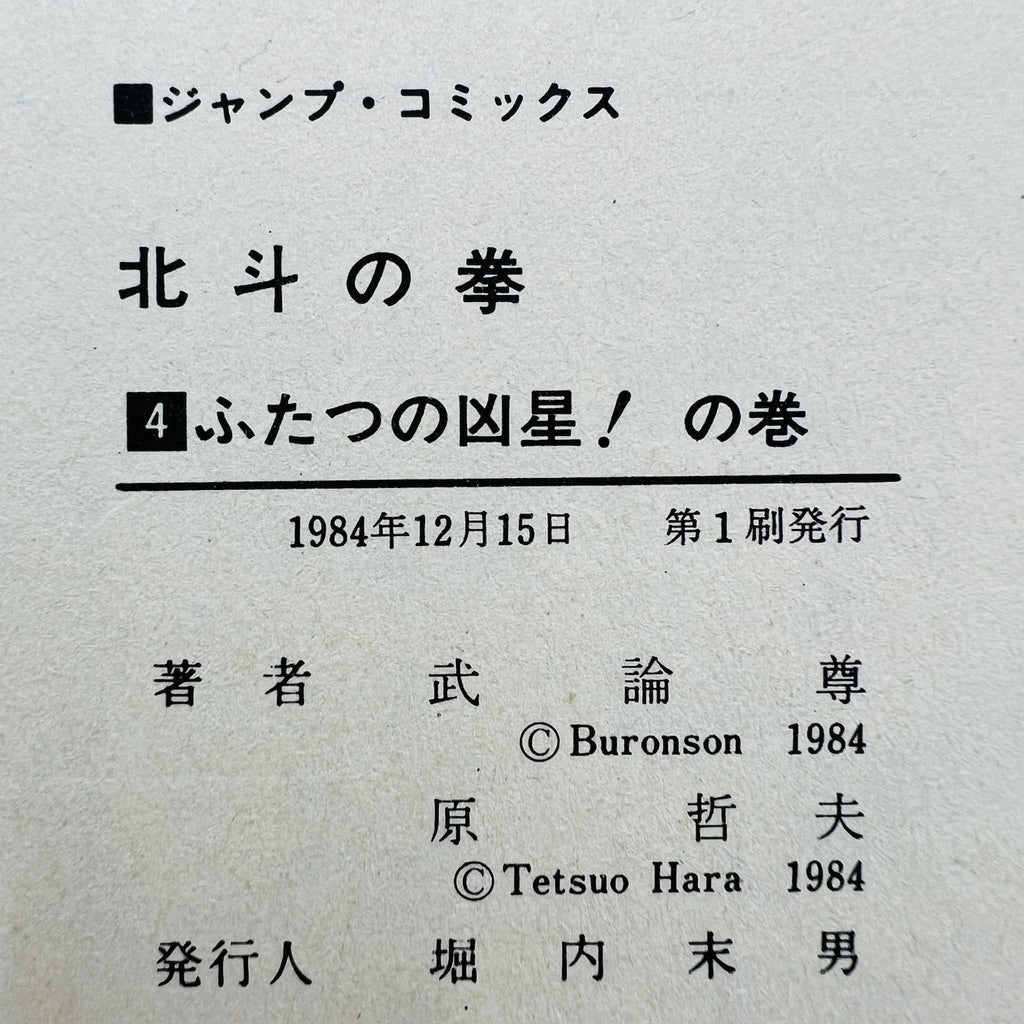 ■ジャンプ・コミックス
北斗の拳
4ふたつの凶星! の巻
1984年12月15日 第1刷発行
著者 武論尊
©Buronson 1984
原哲夫
©Tetsuo Hara 1984
発行人 堀内末男